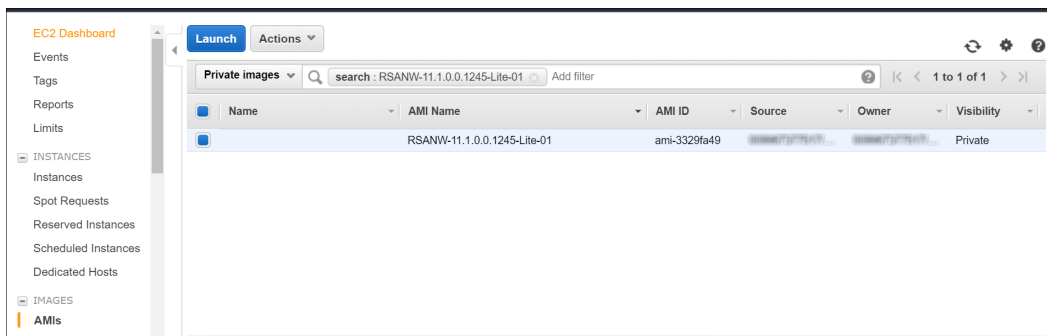 EC2 Dashboard
Events
Tags
Reports
Limits
INSTANCES
Instances
Spot Requests
Reserved Instances
Scheduled Instances
Dedicated Hosts
IMAGES
AMIs
Launch Actions
Private images search : RSANW-11.1.0.0.1245-Lite-01 Add filter 1 to 1 of 1
Name AMI Name AMI ID Source Owner Visibility
RSANW-11.1.0.0.1245-Lite-01 ami-3329fa49 Private